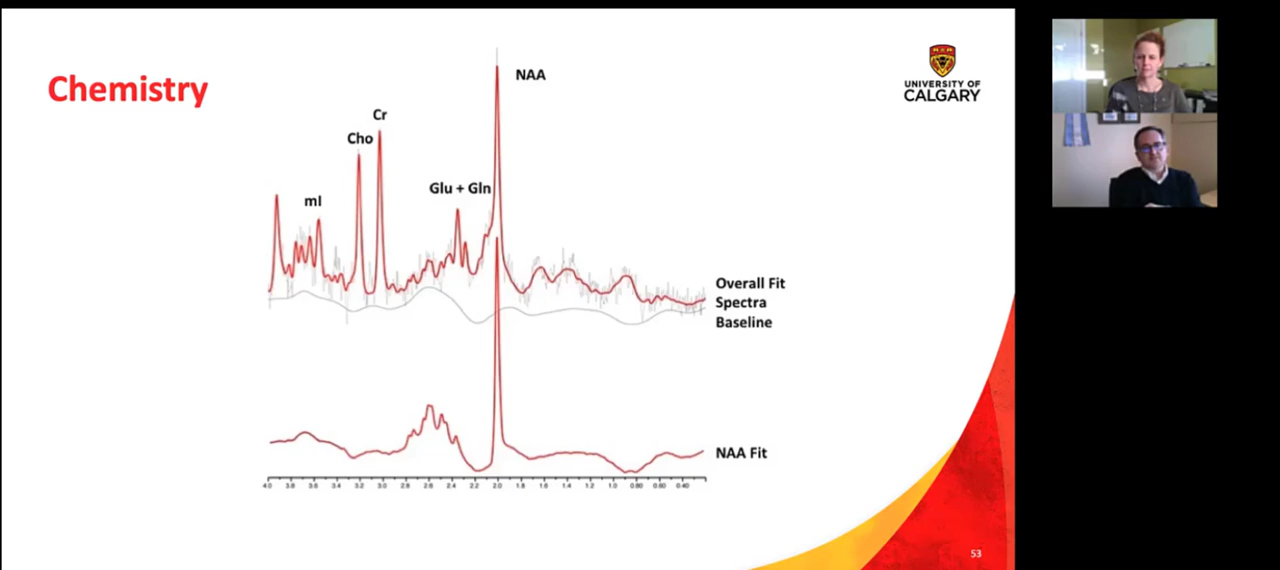 Chemistry
UNIVERSITY OF
CALGARY
NAA
Cr
Cho
Glu + Gln
mI
Overall Fit
Spectra
Baseline
NAA Fit
4.0 3.8 3.6 3.4 3.2 3.0 2.8 2.6 2.4 2.2 2.0 1.8 1.6 1.4 1.2 1.0 0.80 0.60 0.40
53